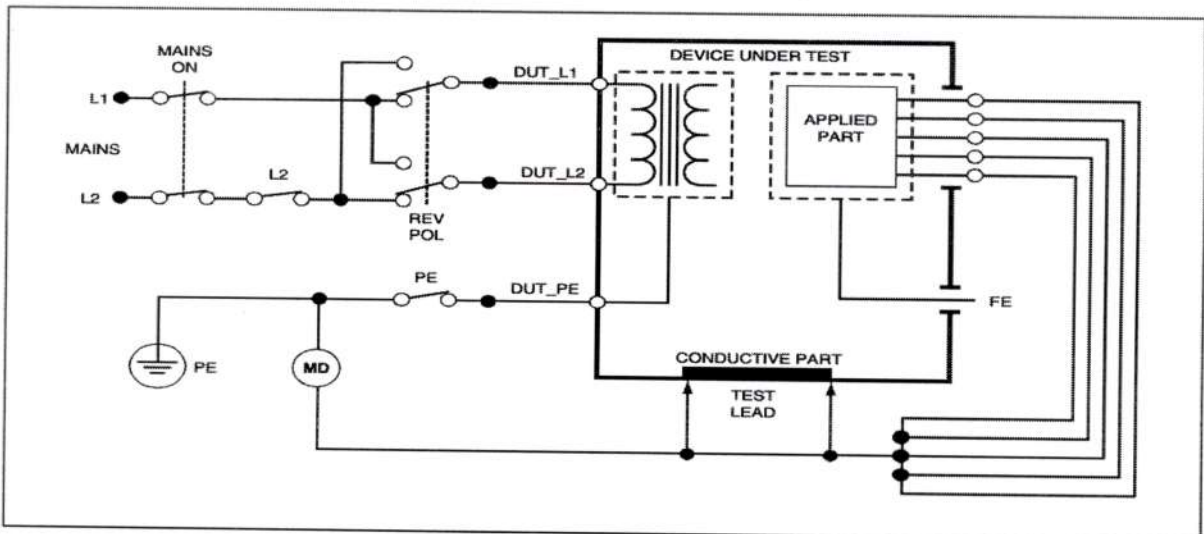 MAINS
ON
L1
MAINS
L2
L2
REV
POL
DUT_L1
DUT_L2
DEVICE UNDER TEST
APPLIED
PART
PE
DUT_PE
FE
PE
MD
CONDUCTIVE PART
TEST
LEAD